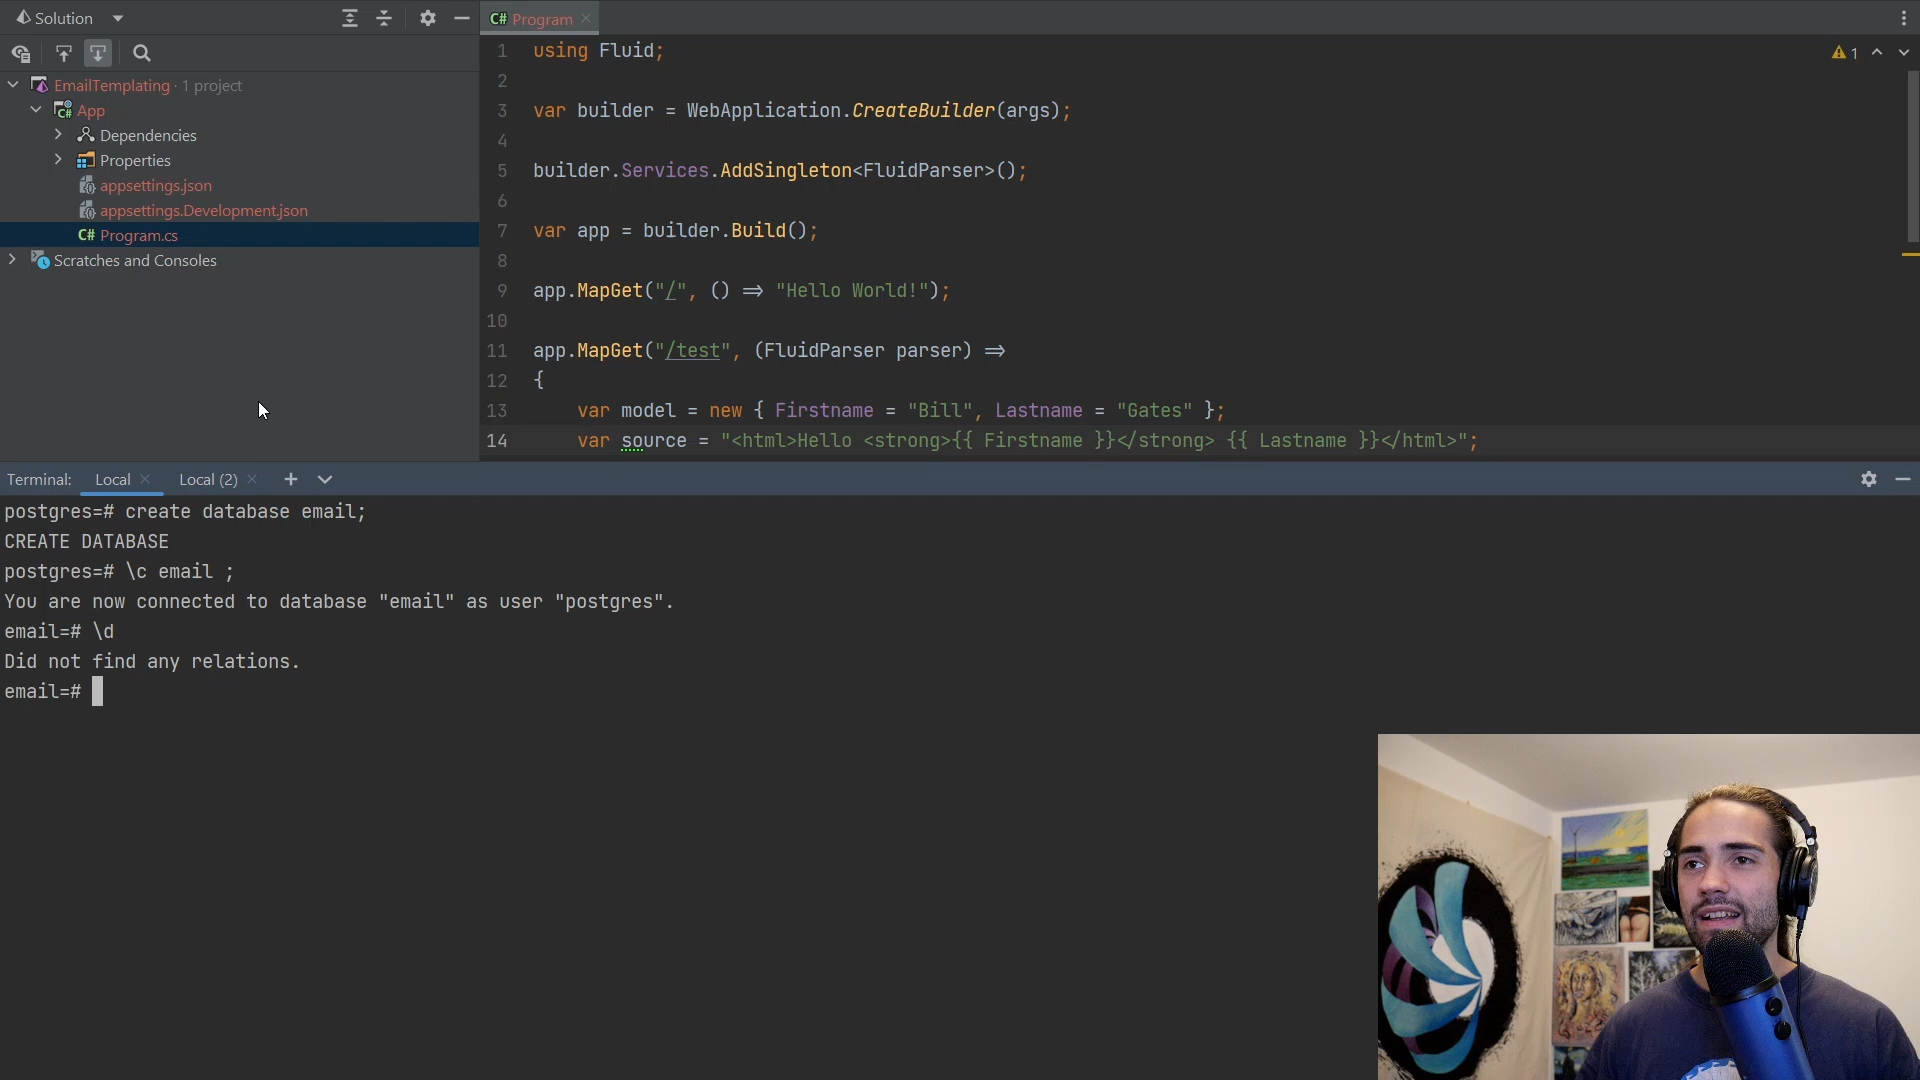 Solution
C# Program
using Fluid;
var builder = WebApplication.CreateBuilder(args);
builder.Services.AddSingleton<FluidParser>();
var app = builder.Build();
app.MapGet("/", () => "Hello World!");
app.MapGet("/test", (FluidParser parser) =>
{
var model = new { Firstname = "Bill", Lastname = "Gates" };
var source = "<html>Hello <strong>{{ Firstname }}</strong> {{ Lastname }}</html>";
1
2
3
4
5
6
7
8
9
10
11
12
13
14
1
EmailTemplating · 1 project
C# App
Dependencies
Properties
appsettings.json
appsettings.Development.json
C# Program.cs
Scratches and Consoles
Terminal: Local Local (2)
postgres=# create database email;
CREATE DATABASE
postgres=# \c email ;
You are now connected to database "email" as user "postgres".
email=# \d
Did not find any relations.
email=#